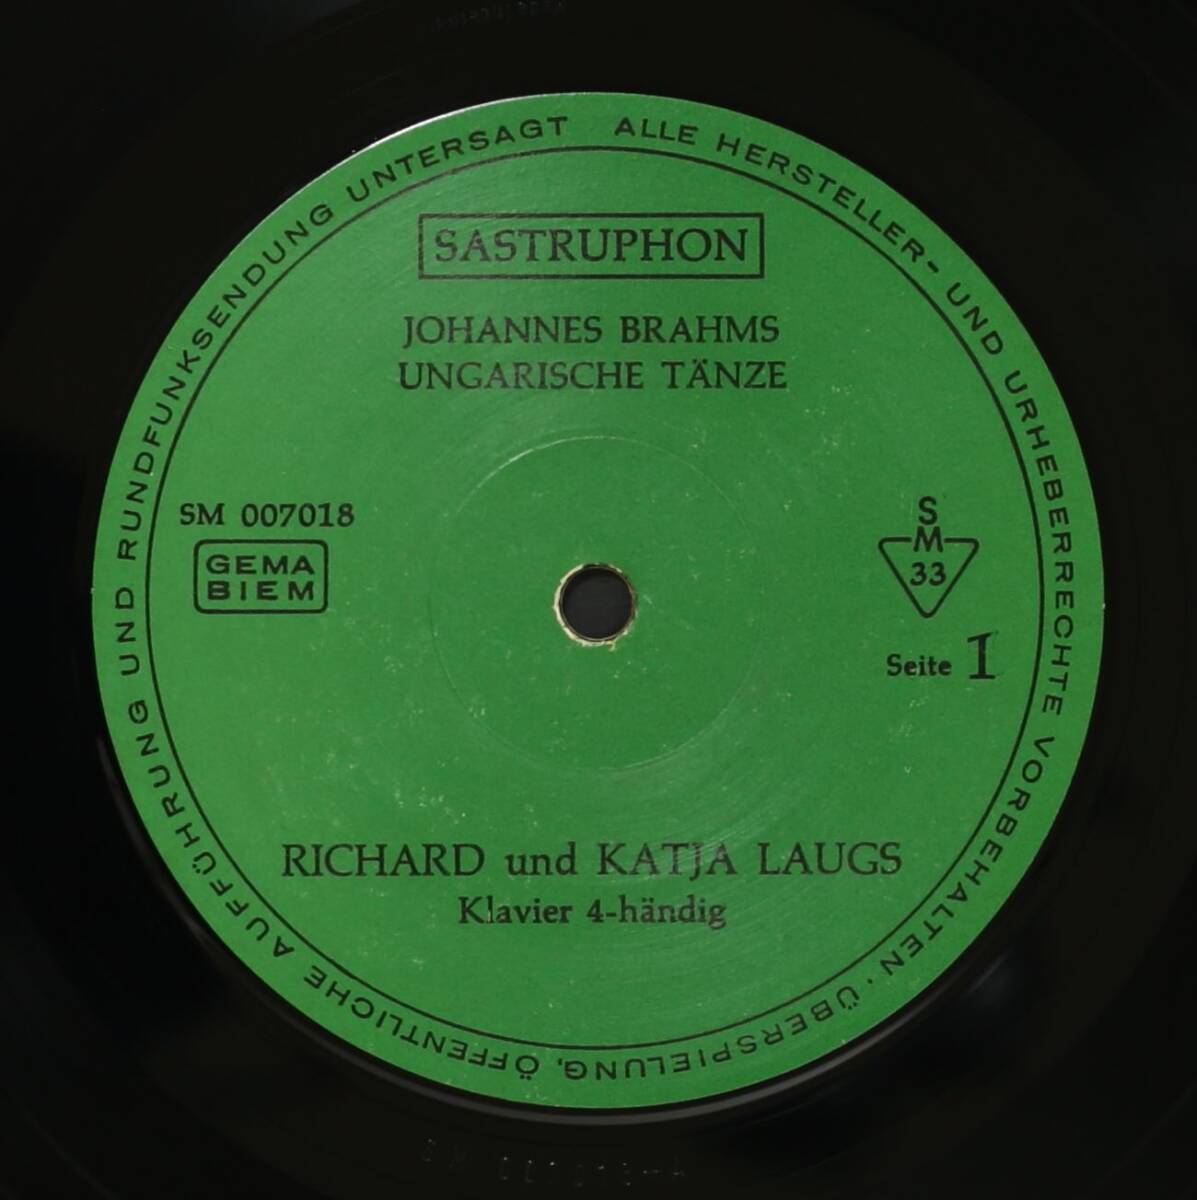 ALLE HERSTELLER- UND URHEBERRECHTE VORBEHALTEN · ÜBERSPIELUNG, ÖFFENTLICHE AUFFÜHRUNG UND RUNDFUNKSENDUNG UNTERSAGT
SASTRUPHON
JOHANNES BRAHMS
UNGARISCHE TÄNZE
SM 007018
GEMA
BIEM
S
M
33
Seite 1
RICHARD und KATJA LAUGS
Klavier 4-händig